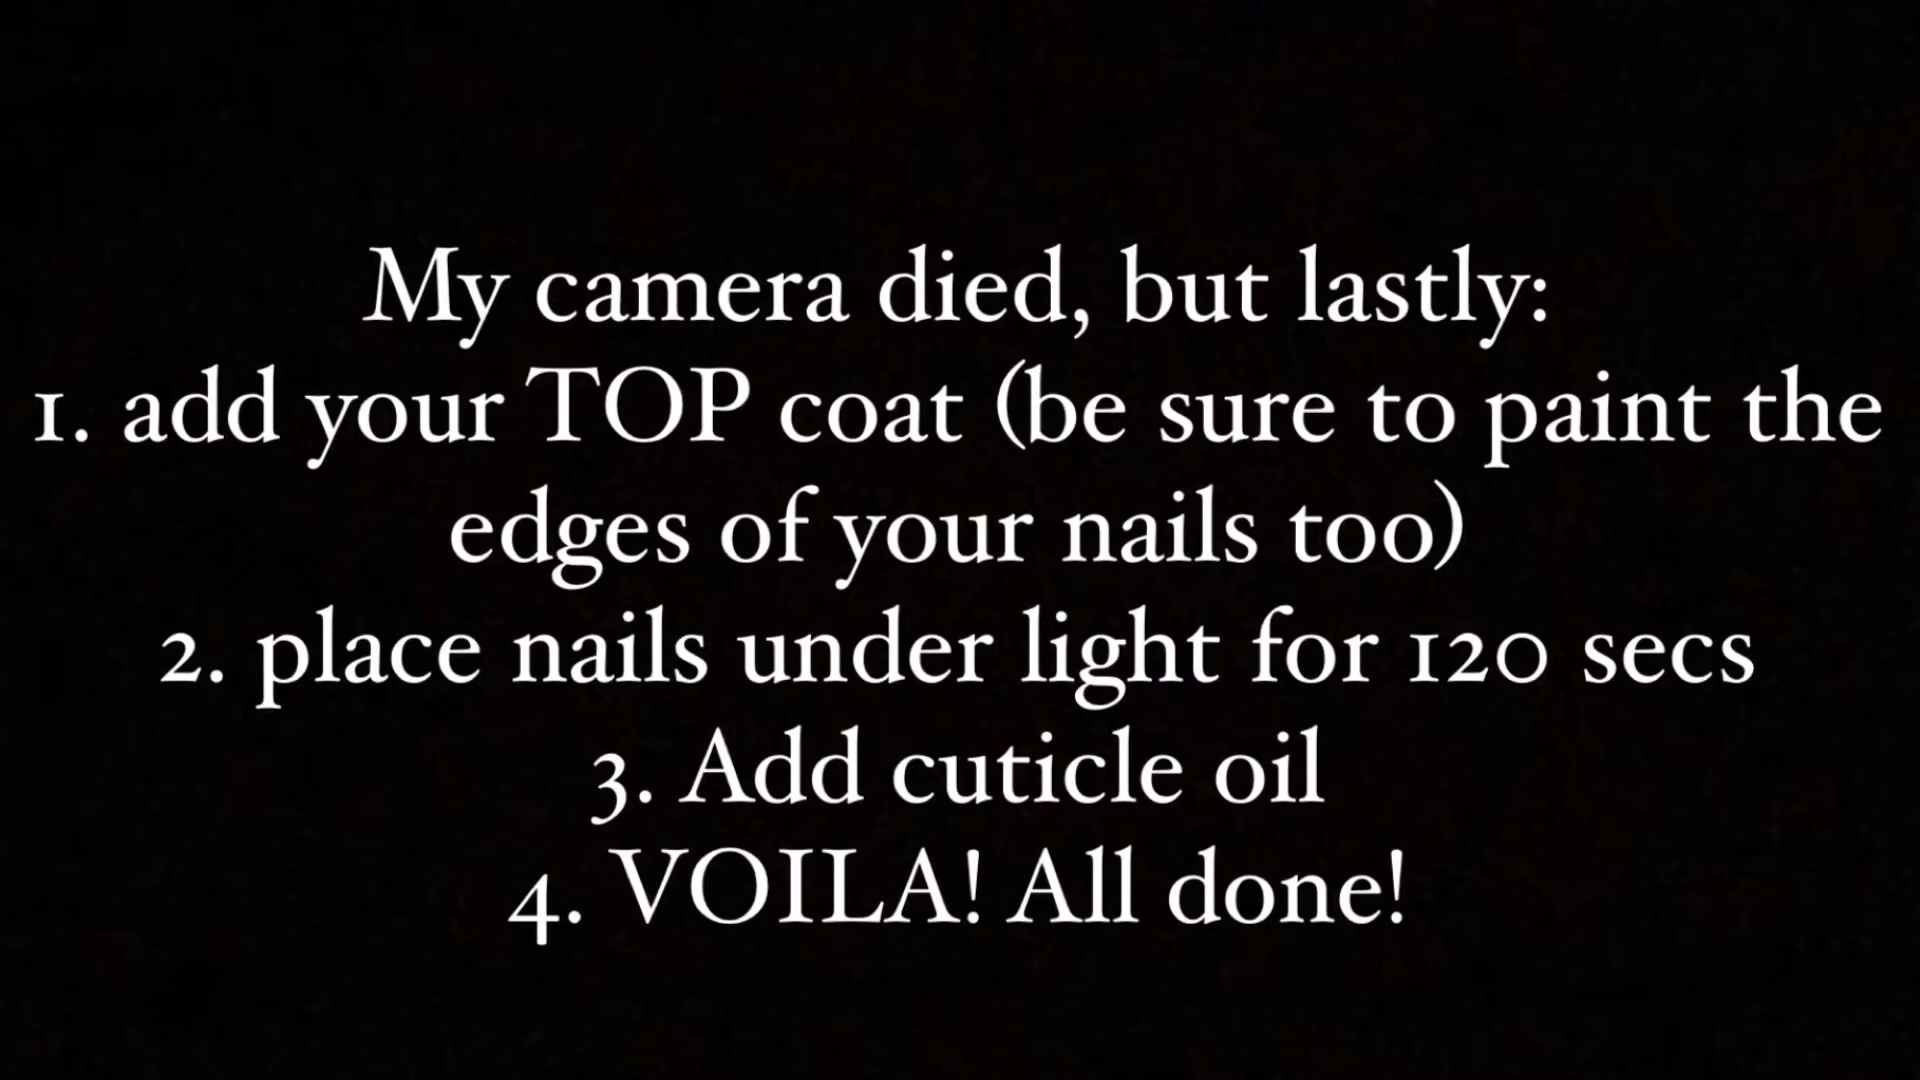 My camera died, but lastly:
1. add your TOP coat (be sure to paint the
edges of your nails too)
2. place nails under light for 120 secs
3. Add cuticle oil
4. VOILA! All done!